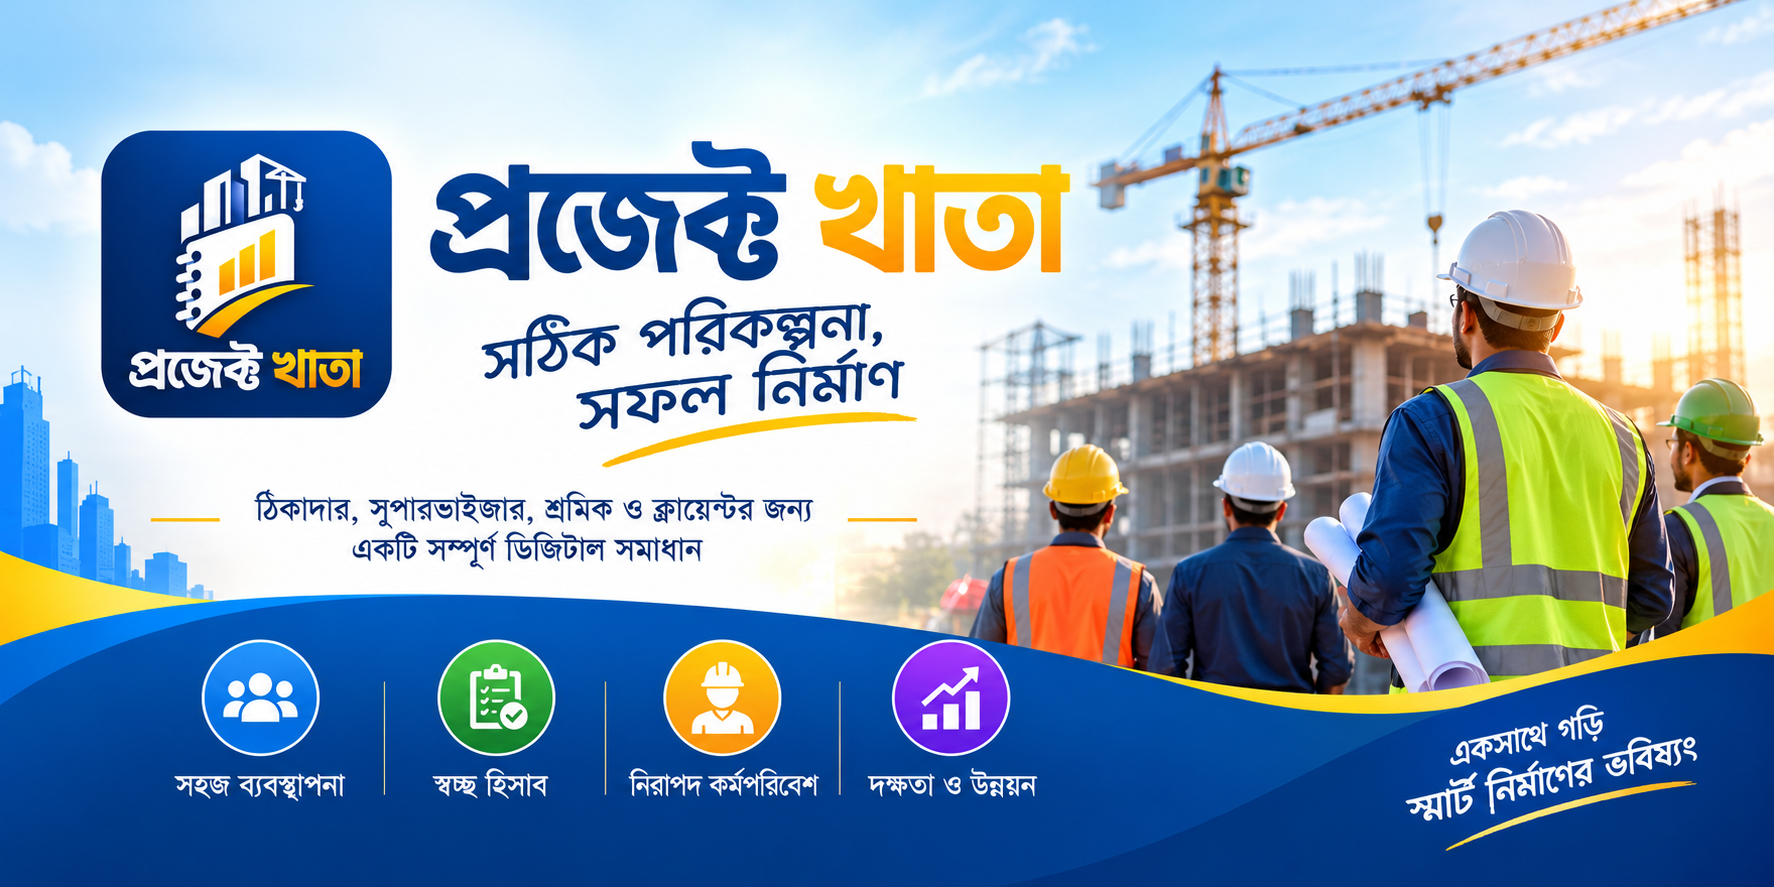 প্রজেক্ট খাতা
প্রজেক্ট খাতা
সঠিক পরিকল্পনা,
সফল নির্মাণ
ঠিকাদার, সুপারভাইজার, শ্রমিক ও ক্লায়েন্টর জন্য
একটি সম্পূর্ণ ডিজিটাল সমাধান
সহজ ব্যবস্থাপনা
স্বচ্ছ হিসাব
নিরাপদ কর্মপরিবেশ
দক্ষতা ও উন্নয়ন
একসাথে গড়ি
স্মার্ট নির্মাণের ভবিষ্যৎ